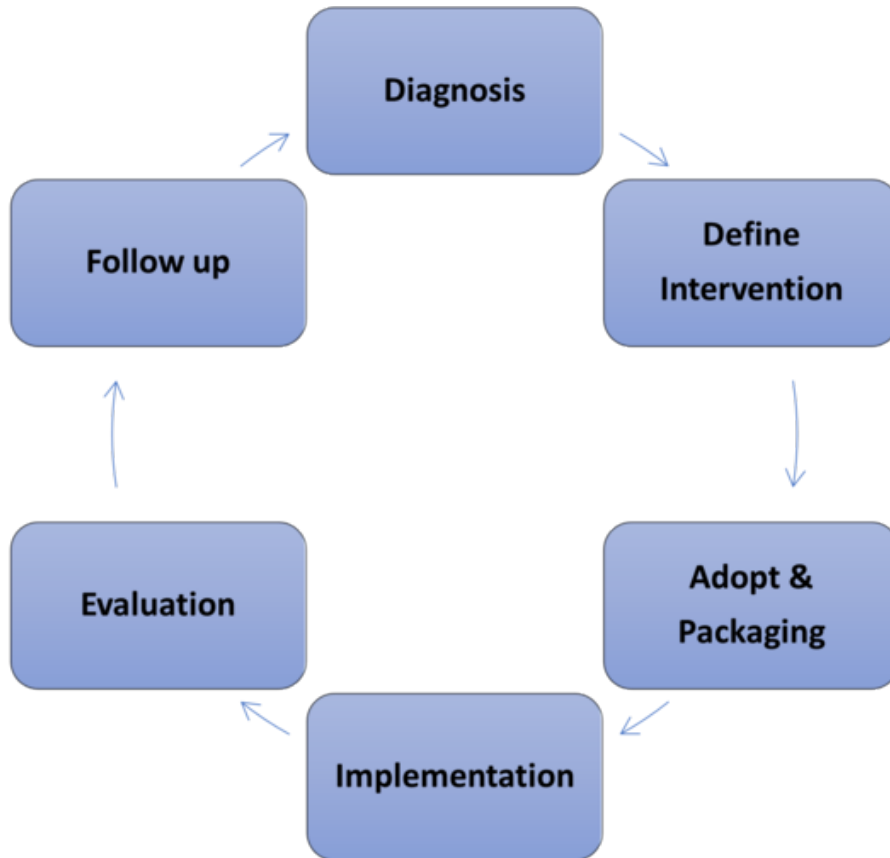 Diagnosis
Define
Intervention
Adopt &
Packaging
Implementation
Evaluation
Follow up